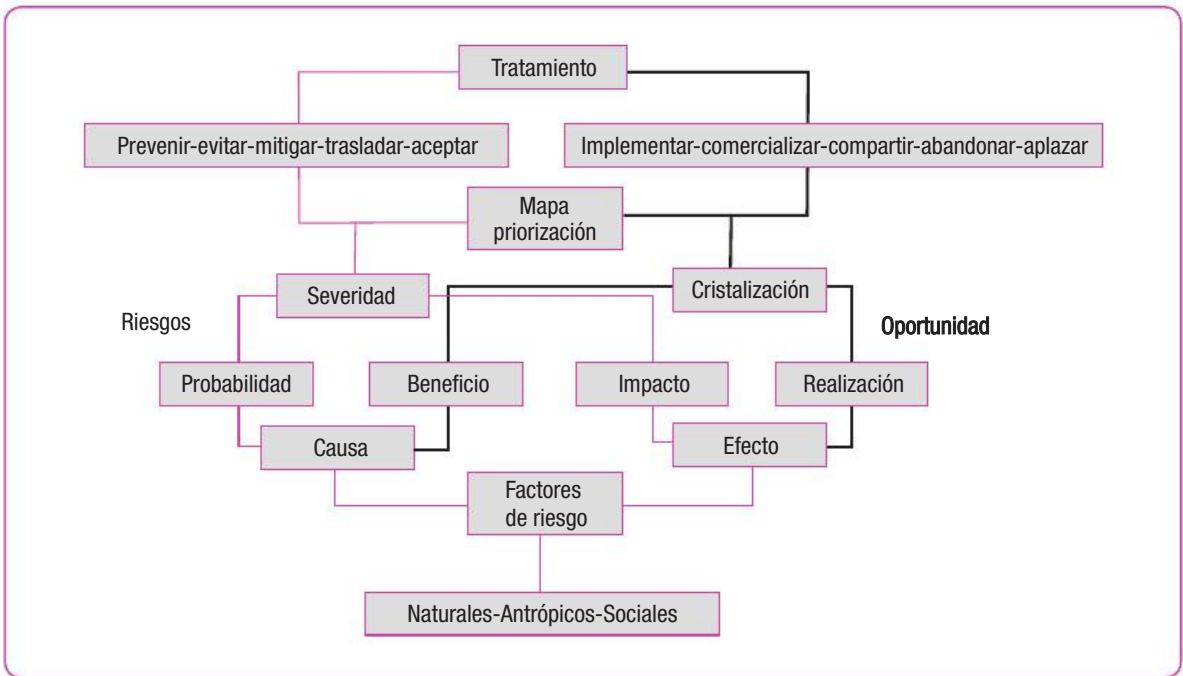 Tratamiento
Prevenir-evitar-mitigar-trasladar-aceptar
Implementar-comercializar-compartir-abandonar-aplazar
Mapa
priorización
Severidad
Cristalización
Riesgos
Oportunidad
Probabilidad
Beneficio
Impacto
Realización
Causa
Efecto
Factores
de riesgo
Naturales-Antrópicos-Sociales